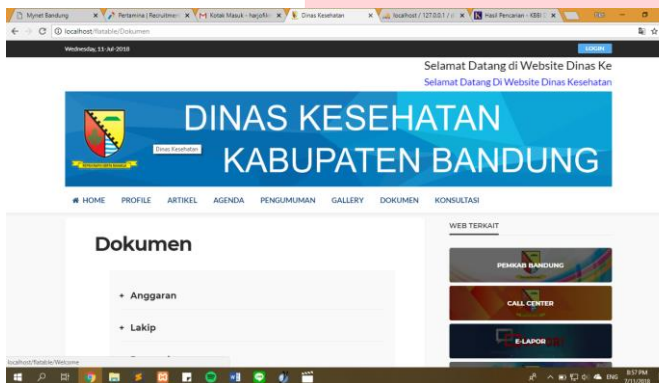 Mynet Bandung
Pertamina | Recruitmen
Kotak Masuk - harjofik
Dinas Kesehatan
localhost / 127.0.0.1 /
Hasil Pencarian - KBBI
localhost/flatable/Dokumen
Wednesday, 11-Jul-2018
LOGIN
Selamat Datang di Website Dinas Ke
Selamat Datang Di Website Dinas Kesehatan
DINAS KESEHATAN
Dinas Kesehatan
KABUPATEN BANDUNG
HOME PROFILE ARTIKEL AGENDA PENGUMUMAN GALLERY DOKUMEN KONSULTASI
WEB TERKAIT
Dokumen
PEMKAB BANDUNG
+ Anggaran
CALL CENTER
+ Lakip
E-LAPOR
localhost/flatable/Welcome
ENG
8:57 PM
7/11/2018